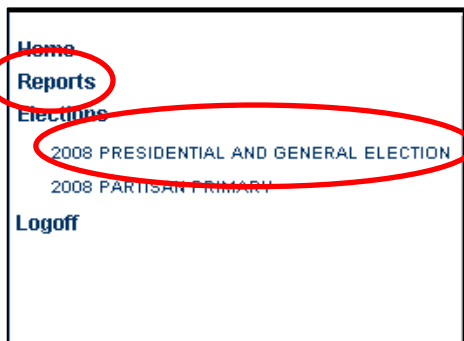 Home
Reports
Elections
2008 PRESIDENTIAL AND GENERAL ELECTION
2008 PARTISAN PRIMARY
Logoff